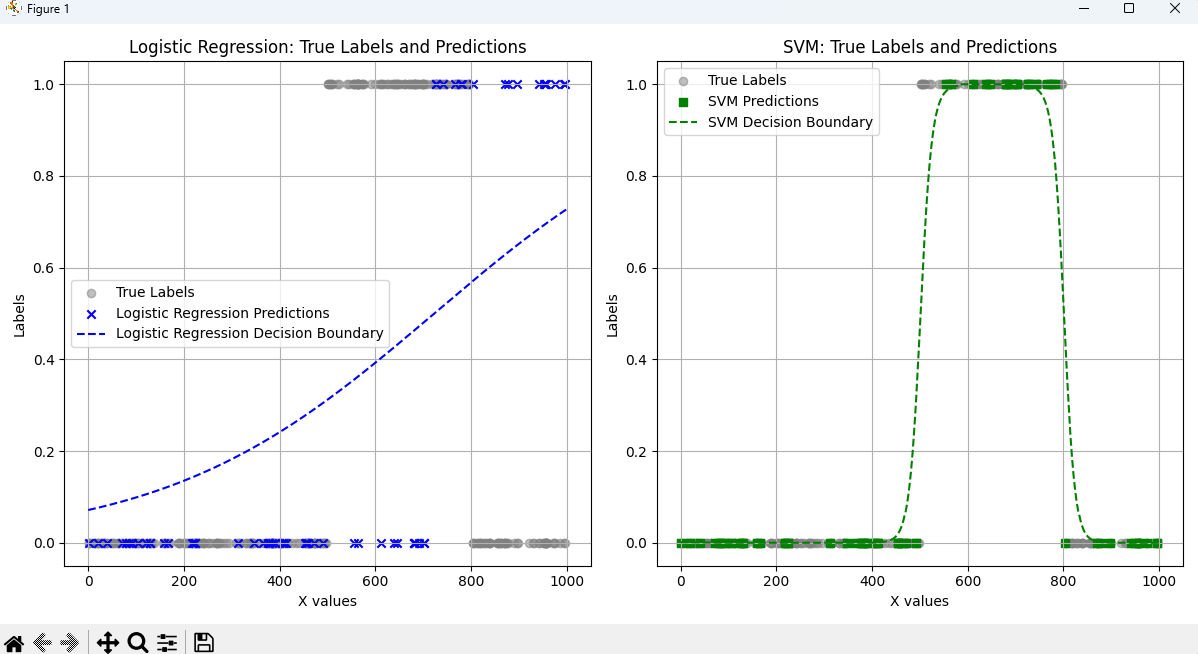 Figure 1
Logistic Regression: True Labels and Predictions
1.0
0.8
0.6
0.4
0.2
0.0
Labels
True Labels
Logistic Regression Predictions
Logistic Regression Decision Boundary
0 200 400 600 800 1000
X values
SVM: True Labels and Predictions
1.0
0.8
0.6
0.4
0.2
0.0
Labels
True Labels
SVM Predictions
SVM Decision Boundary
0 200 400 600 800 1000
X values